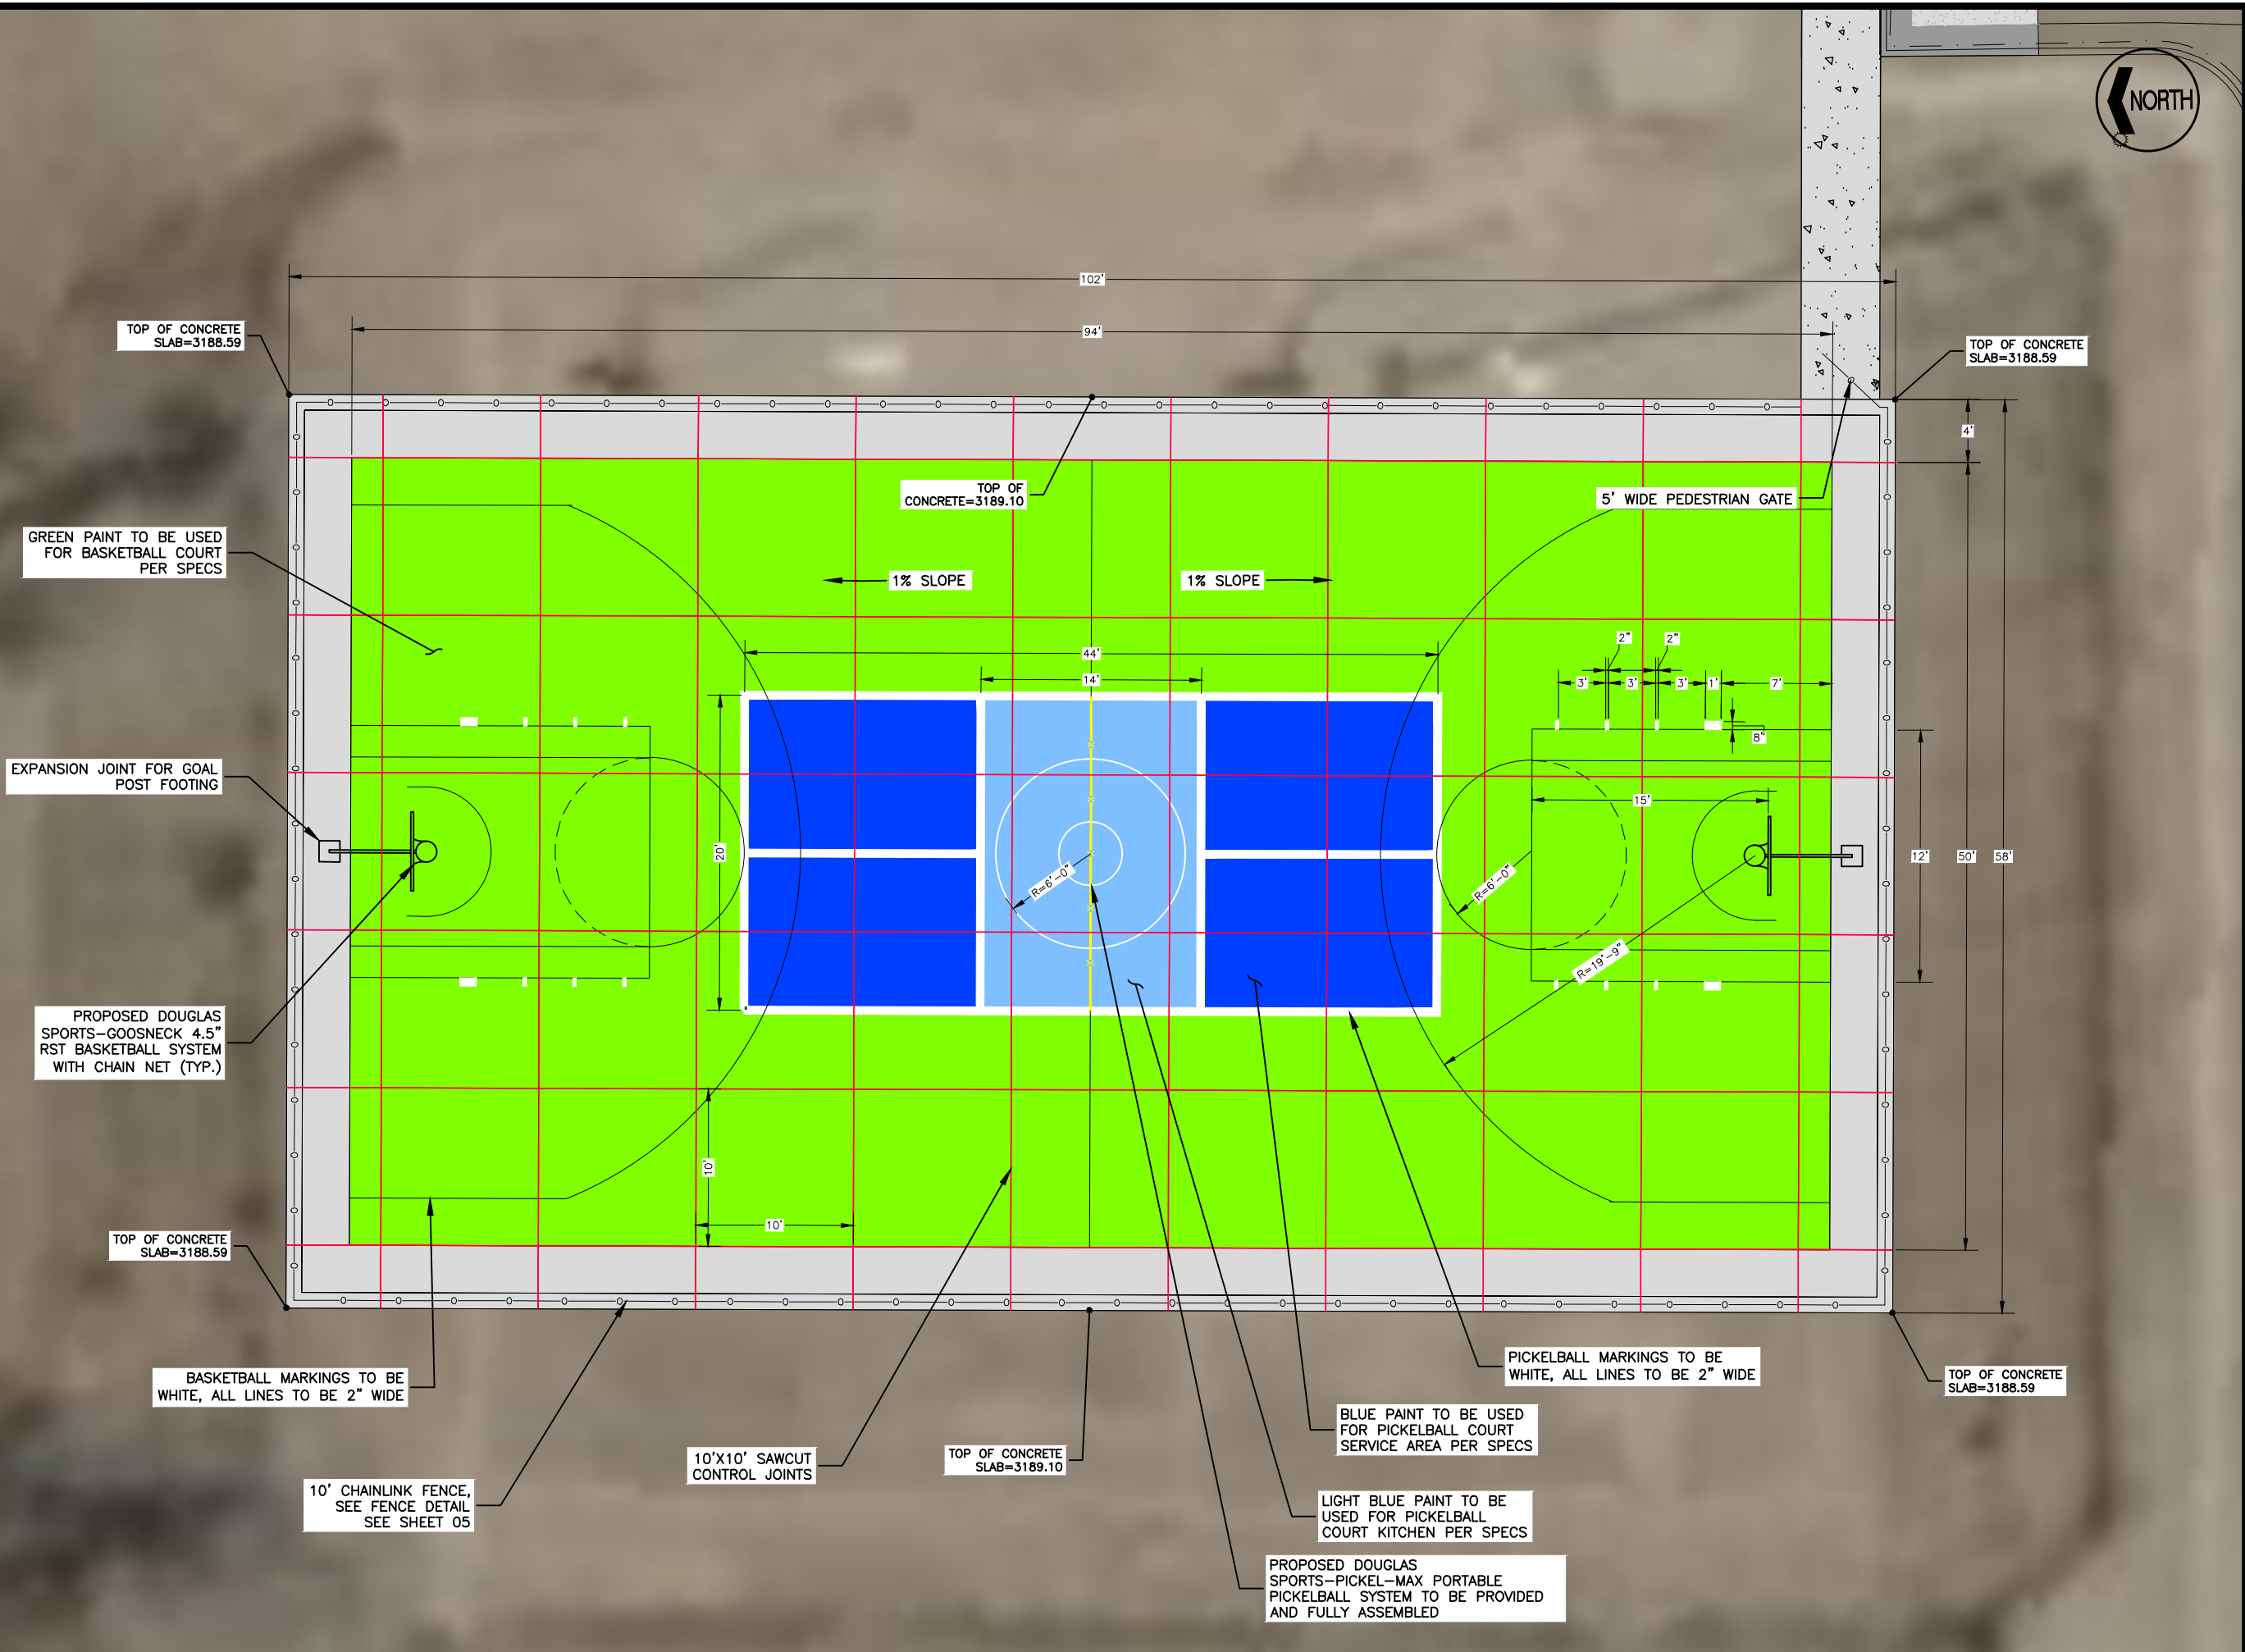 NORTH
102'
94'
TOP OF CONCRETE
SLAB=3188.59
TOP OF CONCRETE
SLAB=3188.59
4'
TOP OF
CONCRETE=3189.10
5' WIDE PEDESTRIAN GATE
GREEN PAINT TO BE USED
FOR BASKETBALL COURT
PER SPECS
1% SLOPE
1% SLOPE
2"
2"
44'
14'
3'
3'
3'
1'
7'
8"
EXPANSION JOINT FOR GOAL
POST FOOTING
15'
20'
12'
50'
58'
R=6'-0"
R=6'-0"
R=19'-9"
PROPOSED DOUGLAS
SPORTS-GOOSNECK 4.5"
RST BASKETBALL SYSTEM
WITH CHAIN NET (TYP.)
10'
10'
TOP OF CONCRETE
SLAB=3188.59
BASKETBALL MARKINGS TO BE
WHITE, ALL LINES TO BE 2" WIDE
PICKELBALL MARKINGS TO BE
WHITE, ALL LINES TO BE 2" WIDE
TOP OF CONCRETE
SLAB=3188.59
BLUE PAINT TO BE USED
FOR PICKELBALL COURT
SERVICE AREA PER SPECS
10'X10' SAWCUT
CONTROL JOINTS
TOP OF CONCRETE
SLAB=3189.10
10' CHAINLINK FENCE,
SEE FENCE DETAIL
SEE SHEET 05
LIGHT BLUE PAINT TO BE
USED FOR PICKELBALL
COURT KITCHEN PER SPECS
PROPOSED DOUGLAS
SPORTS-PICKEL-MAX PORTABLE
PICKELBALL SYSTEM TO BE PROVIDED
AND FULLY ASSEMBLED